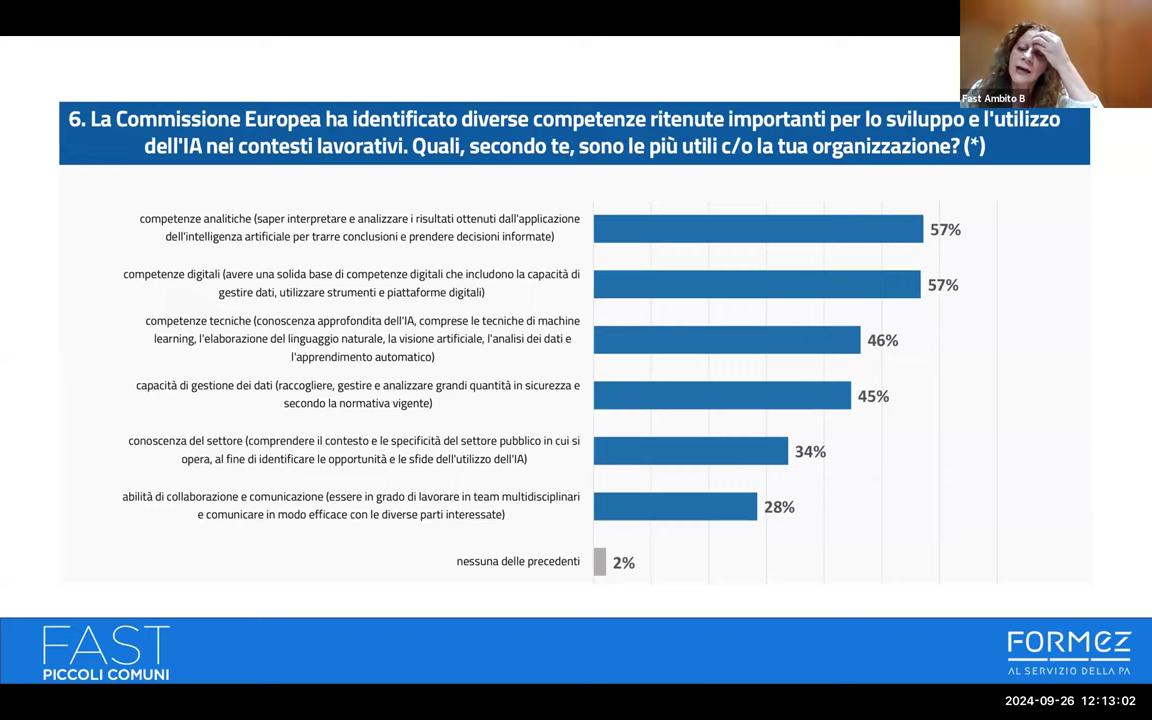 Fast Ambito B
6. La Commissione Europea ha identificato diverse competenze ritenute importanti per lo sviluppo e l'utilizzo
dell'IA nei contesti lavorativi. Quali, secondo te, sono le più utili c/o la tua organizzazione? (*)
competenze analitiche (saper interpretare e analizzare i risultati ottenuti dall'applicazione
dell'intelligenza artificiale per trarre conclusioni e prendere decisioni informate)
57%
competenze digitali (avere una solida base di competenze digitali che includono la capacità di
gestire dati, utilizzare strumenti e piattaforme digitali)
57%
competenze tecniche (conoscenza approfondita dell'IA, comprese le tecniche di machine
learning, l'elaborazione del linguaggio naturale, la visione artificiale, l'analisi dei dati e
l'apprendimento automatico)
46%
capacità di gestione dei dati (raccogliere, gestire e analizzare grandi quantità in sicurezza e
secondo la normativa vigente)
45%
conoscenza del settore (comprendere il contesto e le specificità del settore pubblico in cui si
opera, al fine di identificare le opportunità e le sfide dell'utilizzo dell'IA)
34%
abilità di collaborazione e comunicazione (essere in grado di lavorare in team multidisciplinari
e comunicare in modo efficace con le diverse parti interessate)
28%
nessuna delle precedenti
2%
FAST
PICCOLI COMUNI
FORMEZ
AL SERVIZIO DELLA PA
2024-09-26 12:13:02